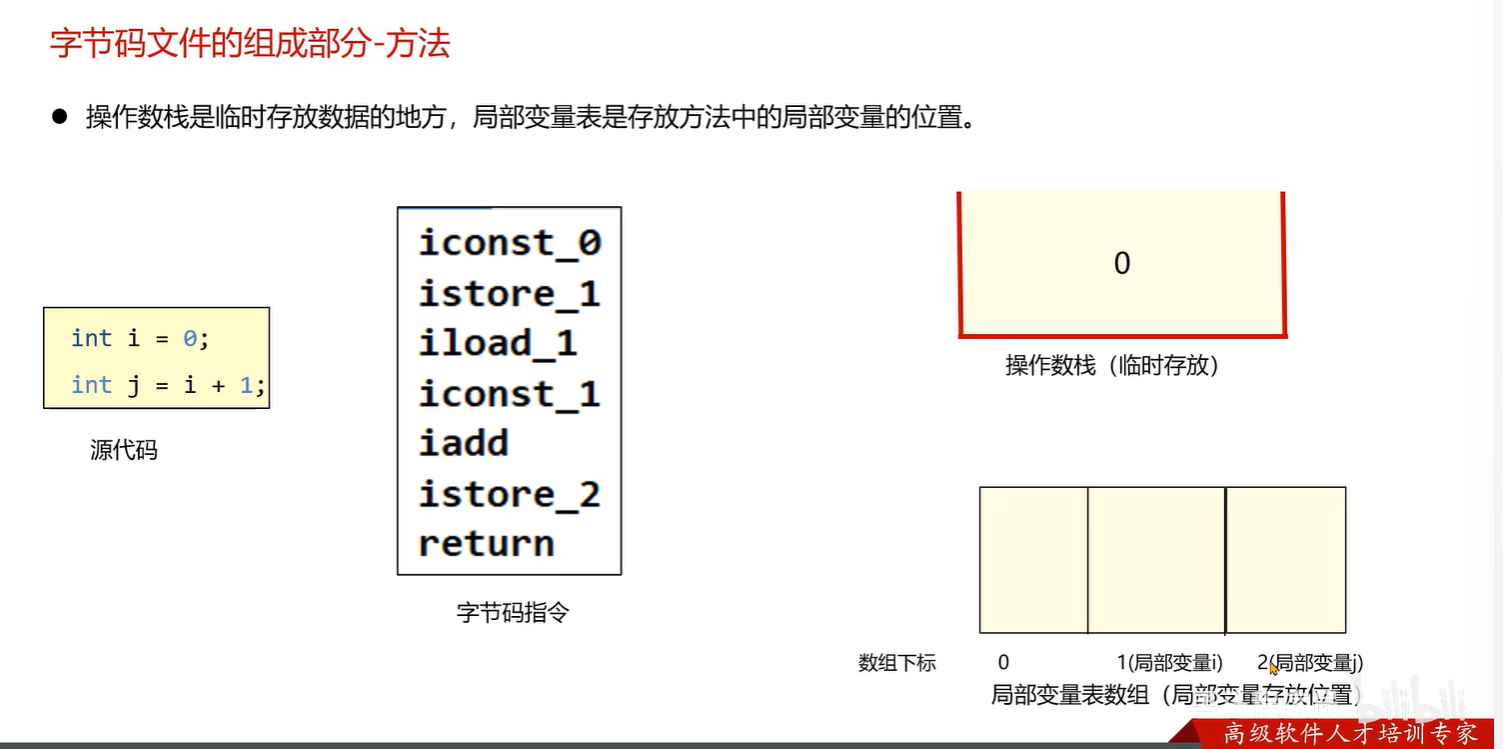 字节码文件的组成部分-方法
● 操作数栈是临时存放数据的地方，局部变量表是存放方法中的局部变量的位置。
int i = 0;
int j = i + 1;
源代码
iconst_0
istore_1
iload_1
iconst_1
iadd
istore_2
return
字节码指令
0
操作数栈（临时存放）
数组下标 0 1(局部变量i) 2(局部变量j)
局部变量表数组（局部变量存放位置）
bilibili
高级软件人才培训专家